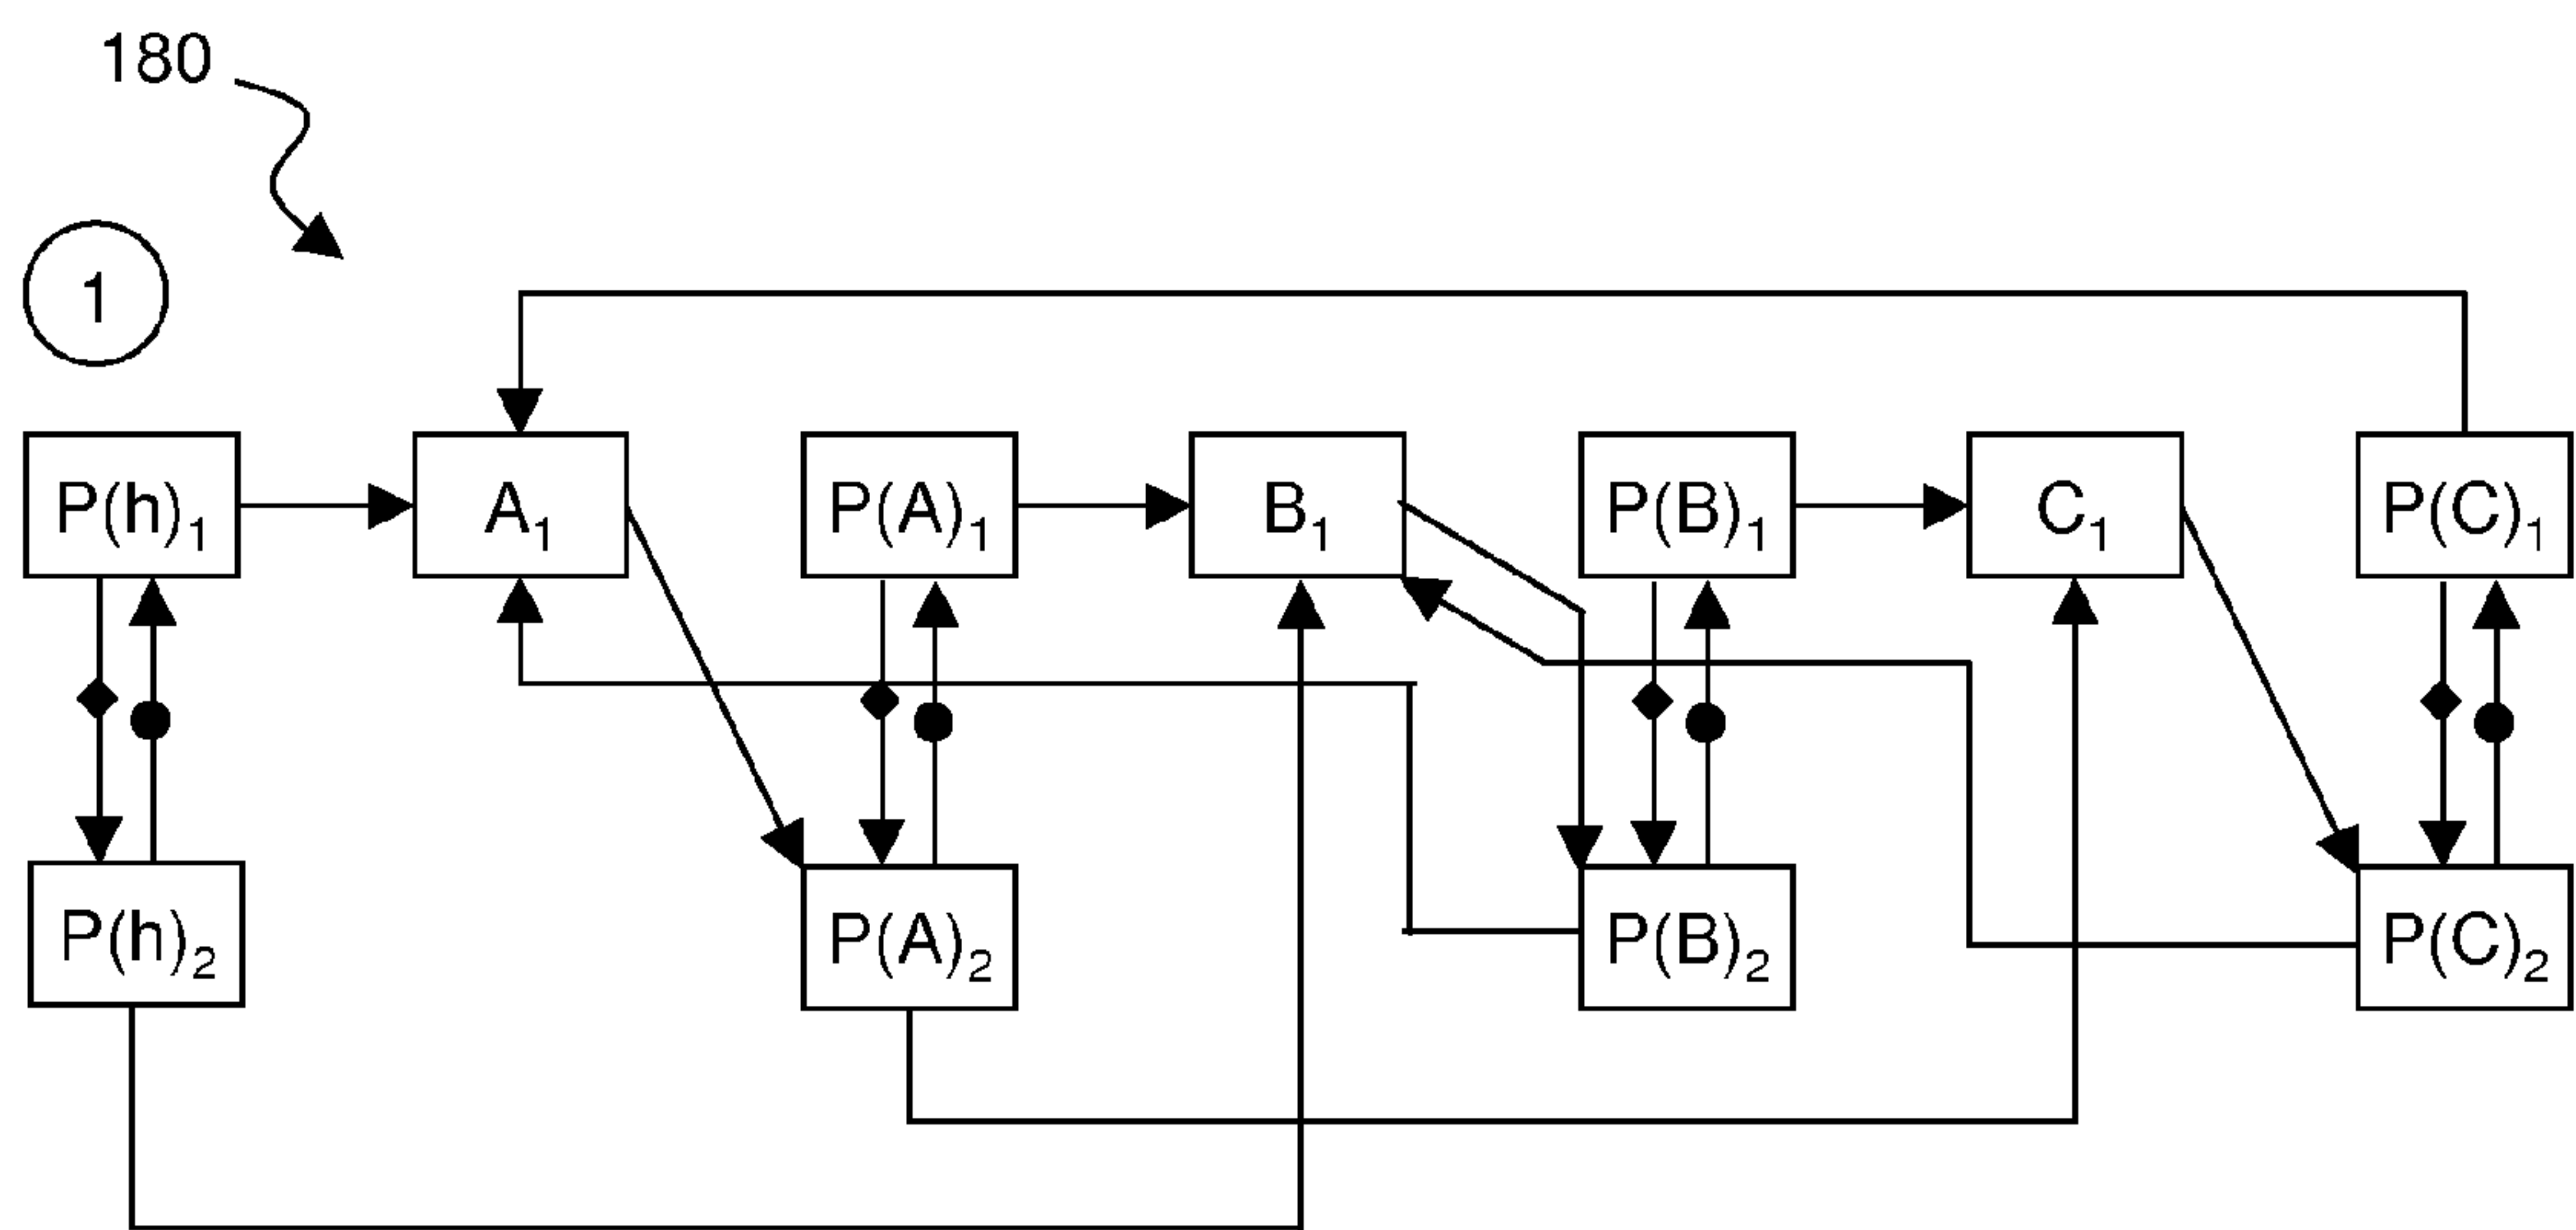 180
1
P(h)₁ A₁ P(A)₁ B₁ P(B)₁ C₁ P(C)₁
P(h)₂ P(A)₂ P(B)₂ P(C)₂